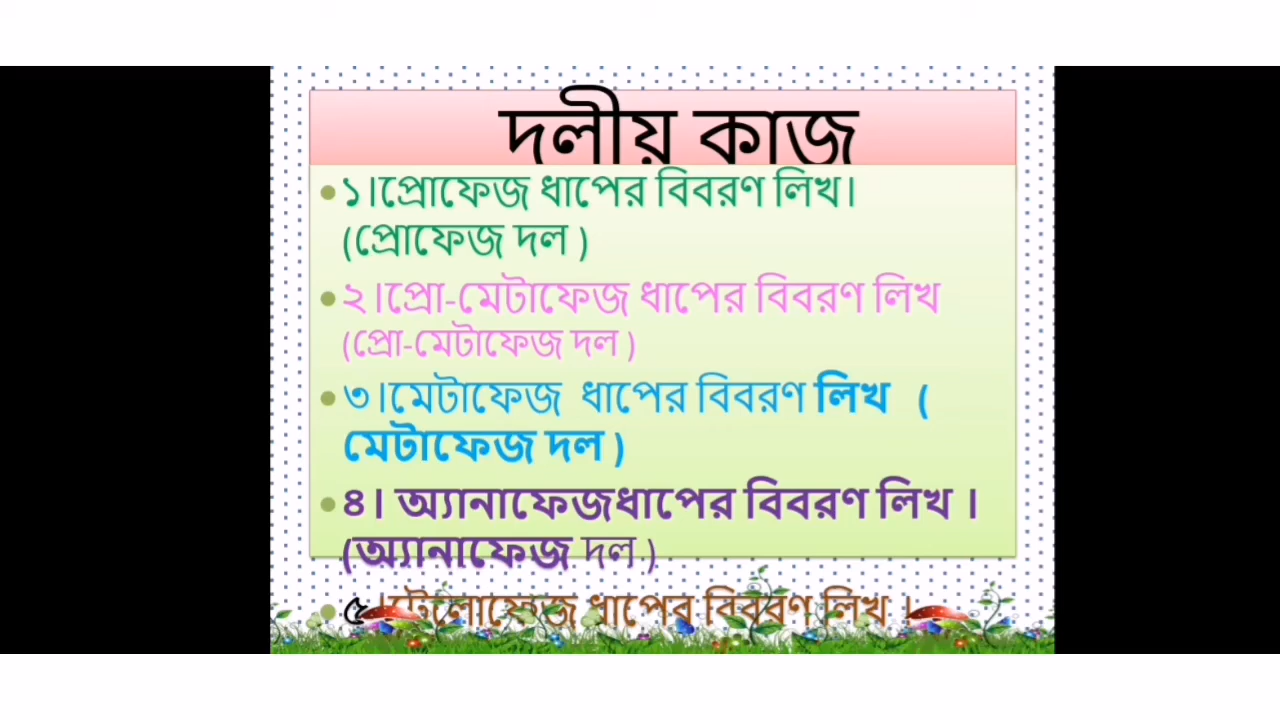 দলীয় কাজ
১।প্রোফেজ ধাপের বিবরণ লিখ।
(প্রোফেজ দল )
২।প্রো-মেটাফেজ ধাপের বিবরণ লিখ
(প্রো-মেটাফেজ দল )
৩।মেটাফেজ ধাপের বিবরণ লিখ (
মেটাফেজ দল )
৪। অ্যানাফেজধাপের বিবরণ লিখ ।
(অ্যানাফেজ দল )
৫।টেলোফেজ ধাপের বিবরণ লিখ ।